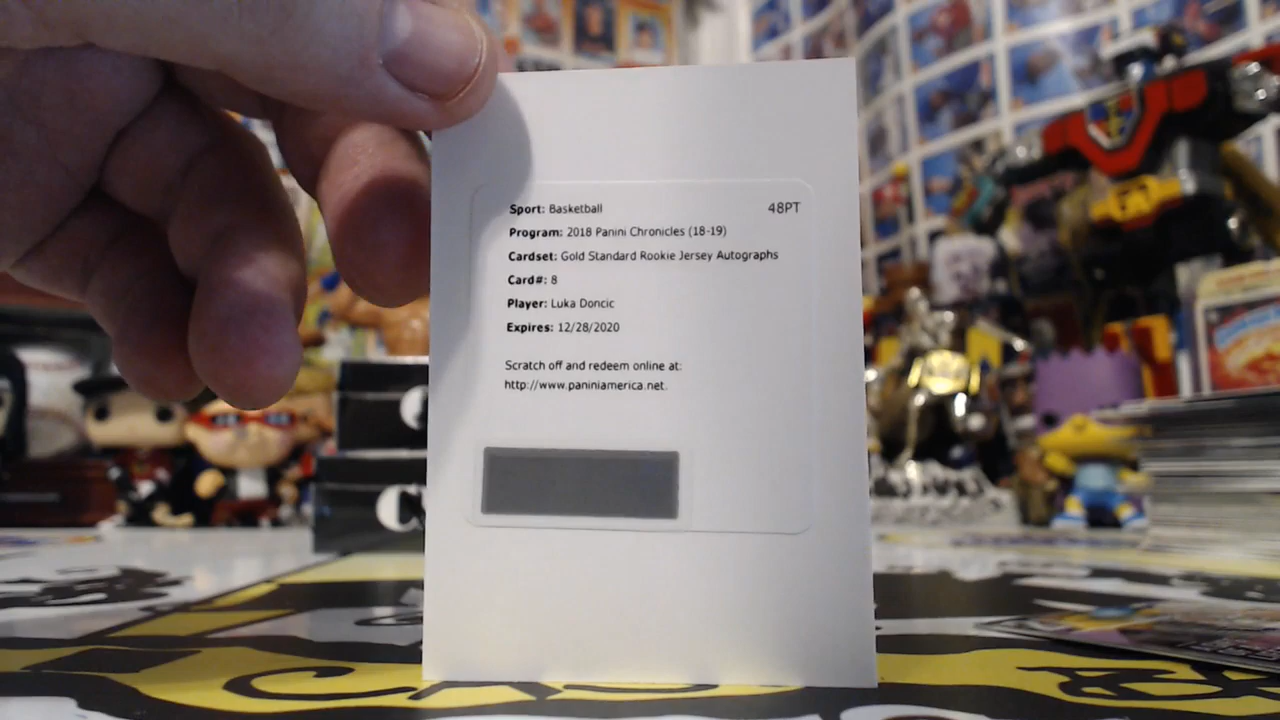 Sport: Basketball 48PT
Program: 2018 Panini Chronicles (18-19)
Cardset: Gold Standard Rookie Jersey Autographs
Card#: 8
Player: Luka Doncic
Expires: 12/28/2020
Scratch off and redeem online at:
http://www.paniniamerica.net.